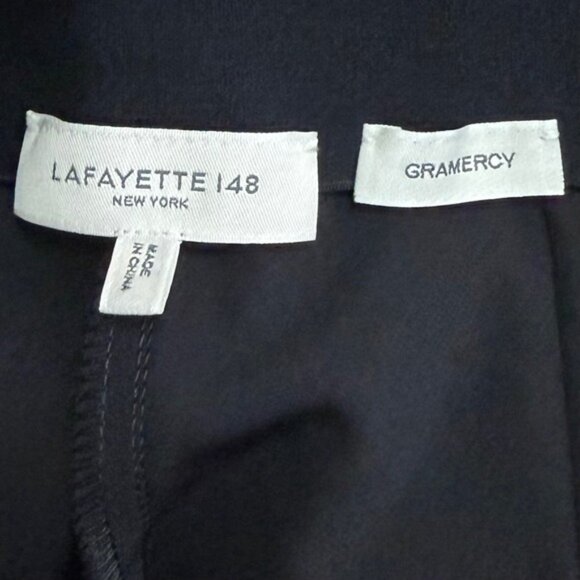 LAFAYETTE 148
NEW YORK
MADE
IN CHINA
GRAMERCY